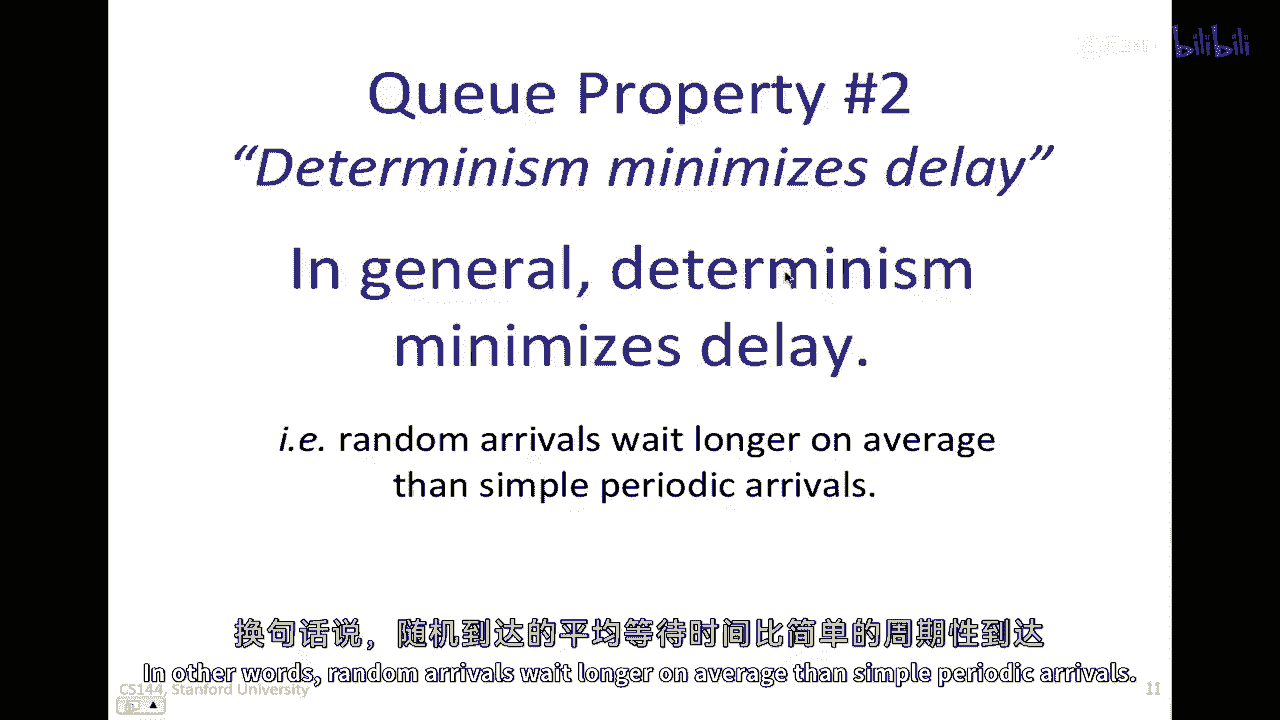 bilibili
Queue Property #2
“Determinism minimizes delay”
In general, determinism
minimizes delay.
i.e. random arrivals wait longer on average
than simple periodic arrivals.
换句话说，随机到达的平均等待时间比简单的周期性到达
In other words, random arrivals wait longer on average than simple periodic arrivals.
CS144, Stanford University
11